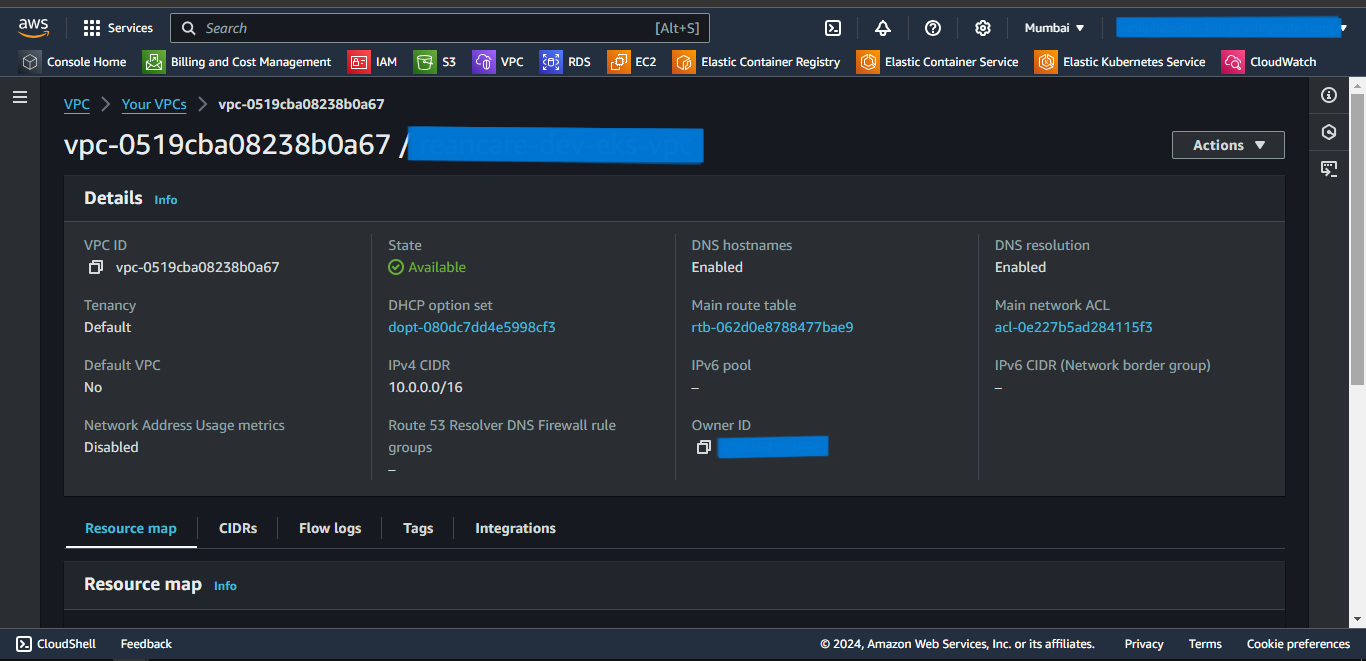 aws Services Search [Alt+S] Mumbai
Console Home Billing and Cost Management IAM S3 VPC RDS EC2 Elastic Container Registry Elastic Container Service Elastic Kubernetes Service CloudWatch
VPC Your VPCs vpc-0519cba08238b0a67
vpc-0519cba08238b0a67 /
Actions
Details Info
VPC ID State DNS hostnames DNS resolution
vpc-0519cba08238b0a67 Available Enabled Enabled
Tenancy DHCP option set Main route table Main network ACL
Default dopt-080dc7dd4e5998cf3 rtb-062d0e8788477bae9 acl-0e227b5ad284115f3
Default VPC IPv4 CIDR IPv6 pool IPv6 CIDR (Network border group)
No 10.0.0.0/16 – –
Network Address Usage metrics Route 53 Resolver DNS Firewall rule Owner ID
Disabled groups
–
Resource map CIDRs Flow logs Tags Integrations
Resource map Info
CloudShell Feedback © 2024, Amazon Web Services, Inc. or its affiliates. Privacy Terms Cookie preferences